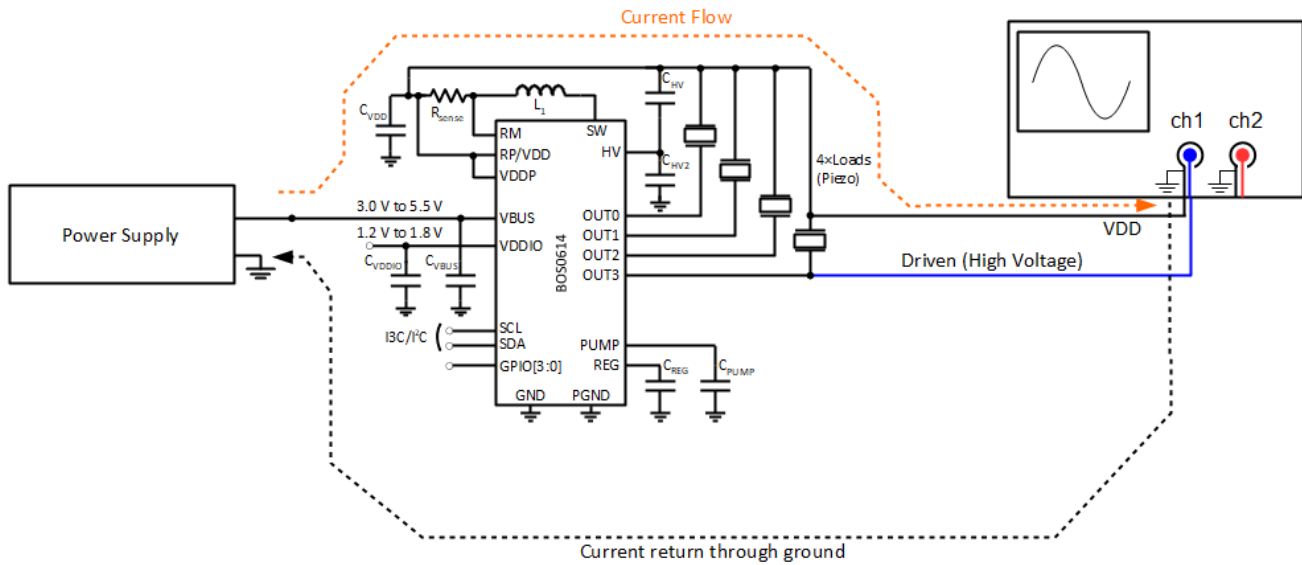 Current Flow
C_HV
C_VDD
R_sense
L_1
ch1
ch2
RM
SW
RP/VDD
HV
VDDP
C_HV2
4×Loads
(Piezo)
3.0 V to 5.5 V
VBUS
OUT0
VDD
Power Supply
1.2 V to 1.8 V
VDDIO
OUT1
OUT2
C_VDDIO
C_VBUS
BOS0614
OUT3
Driven (High Voltage)
I3C/I²C
SCL
SDA
PUMP
GPIO[3:0]
REG
C_REG
C_PUMP
GND
PGND
Current return through ground